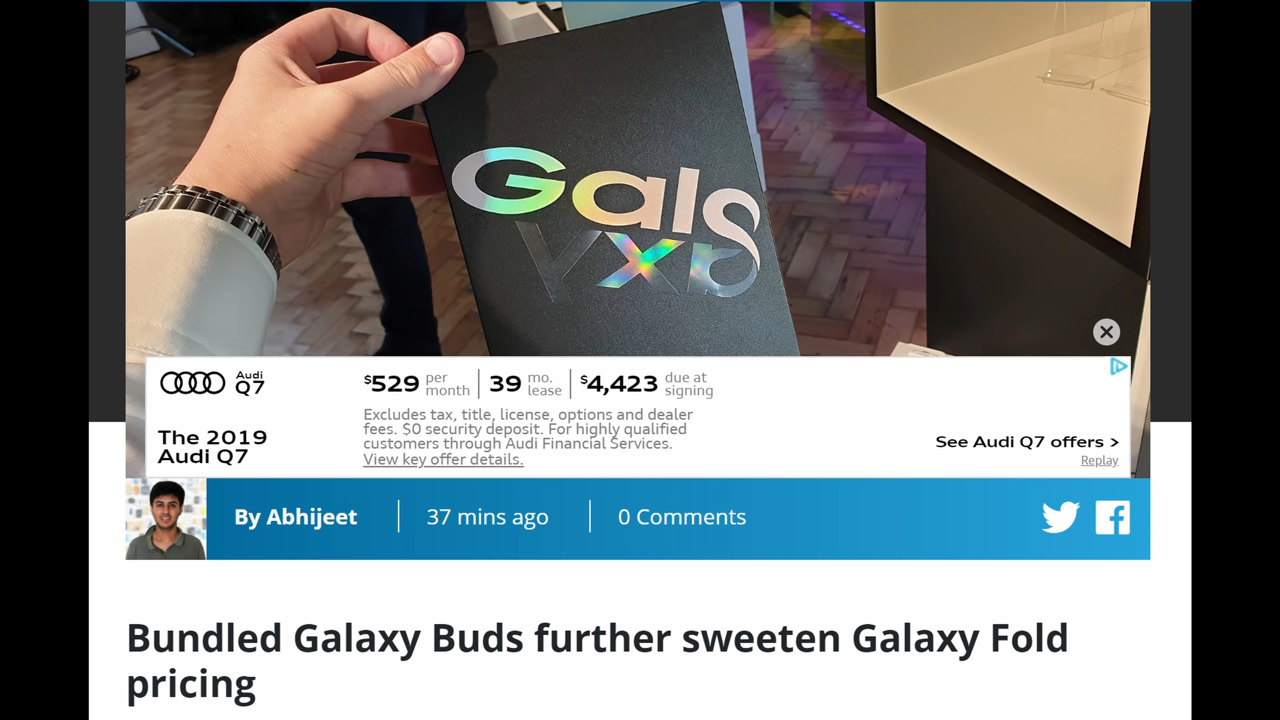 Gala
xy
Audi
Q7
The 2019
Audi Q7
$529 per month | 39 mo. lease | $4,423 due at signing
Excludes tax, title, license, options and dealer
fees. $0 security deposit. For highly qualified
customers through Audi Financial Services.
View key offer details.
See Audi Q7 offers >
Replay
By Abhijeet
37 mins ago
0 Comments
Bundled Galaxy Buds further sweeten Galaxy Fold
pricing